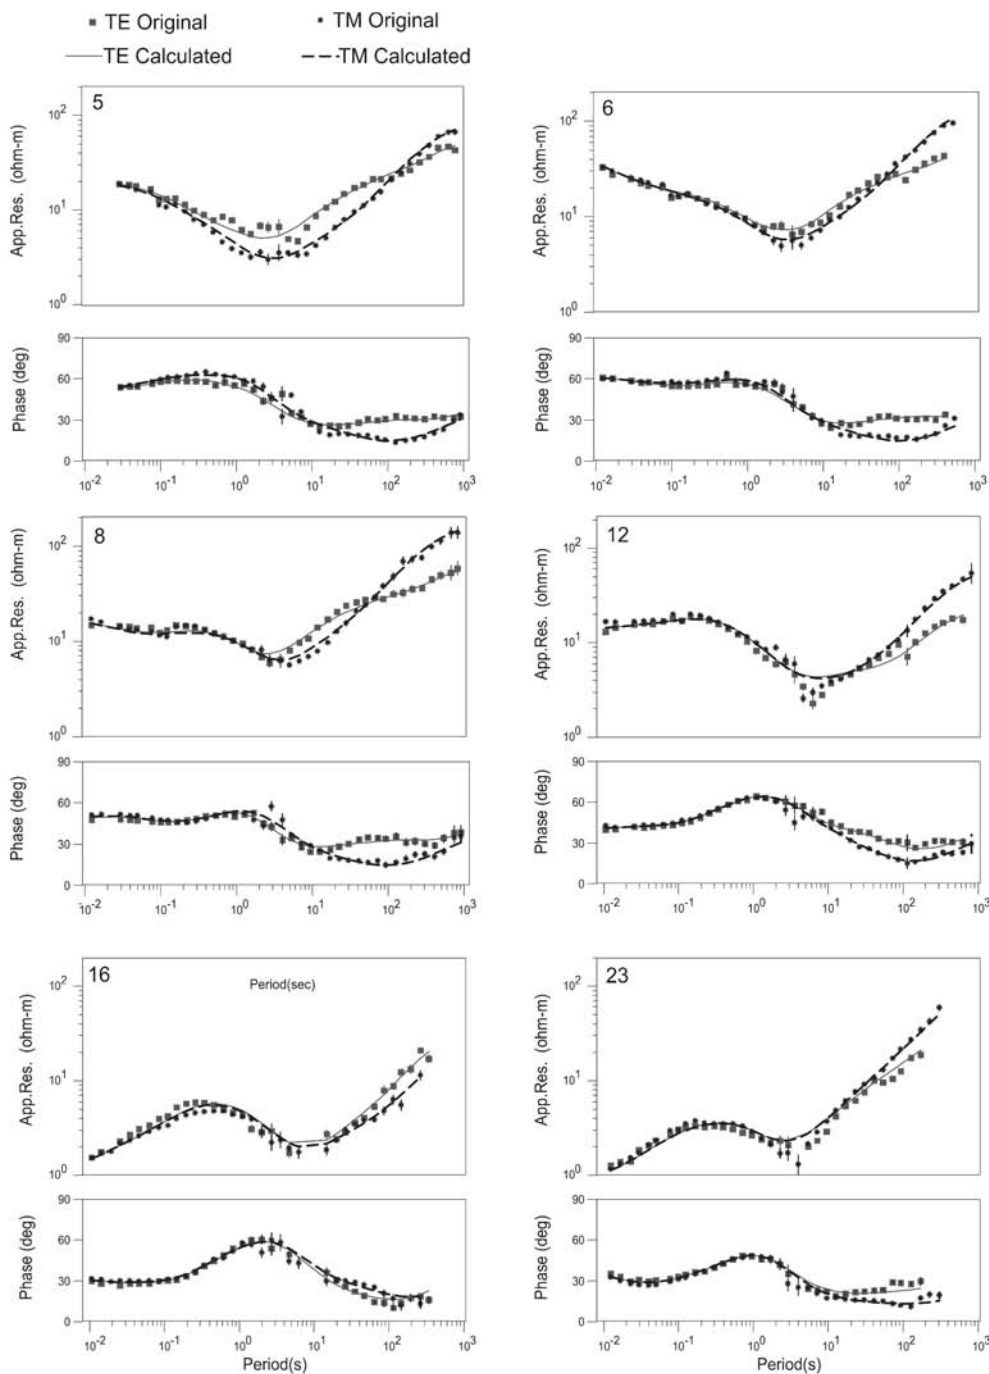 TE Original TM Original
TE Calculated TM Calculated
5
App.Res. (ohm-m)
10^2
10^1
10^0
6
App.Res. (ohm-m)
10^2
10^1
10^0
Phase (deg)
90
60
30
0
10^-2 10^-1 10^0 10^1 10^2 10^3
Phase (deg)
90
60
30
0
10^-2 10^-1 10^0 10^1 10^2 10^3
8
App.Res. (ohm-m)
10^2
10^1
10^0
12
App.Res. (ohm-m)
10^2
10^1
10^0
Phase (deg)
90
60
30
0
10^-2 10^-1 10^0 10^1 10^2 10^3
Phase (deg)
90
60
30
0
10^-2 10^-1 10^0 10^1 10^2 10^3
16
Period(sec)
App.Res. (ohm-m)
10^2
10^1
10^0
23
App.Res. (ohm-m)
10^2
10^1
10^0
Phase (deg)
90
60
30
0
10^-2 10^-1 10^0 10^1 10^2 10^3
Period(s)
Phase (deg)
90
60
30
0
10^-2 10^-1 10^0 10^1 10^2 10^3
Period(s)